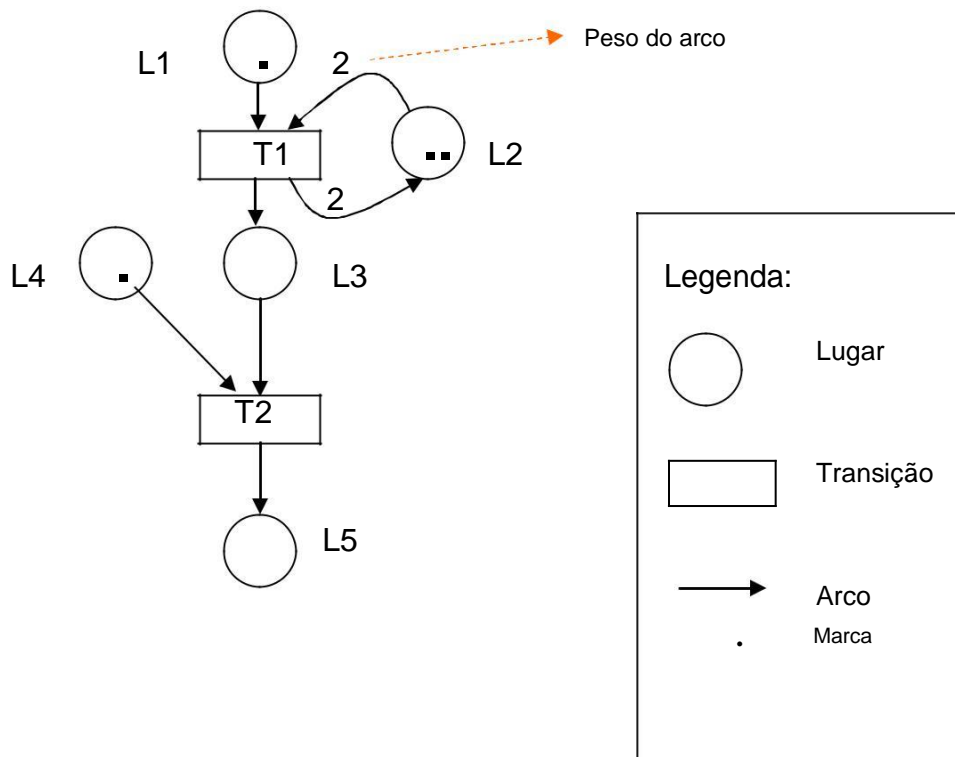 Peso do arco
L1
2
T1
L2
2
L4
L3
T2
L5
Legenda:
Lugar
Transição
Arco
Marca